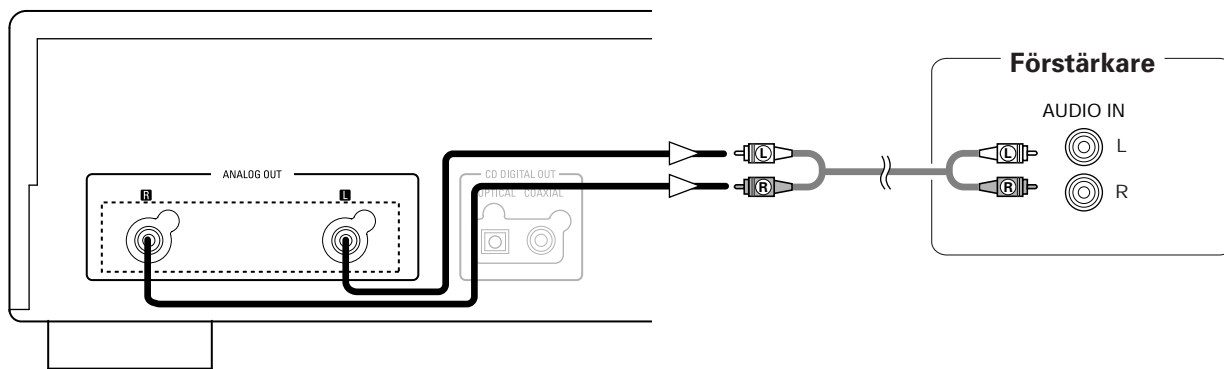 Förstärkare
AUDIO IN
L
R
L
R
L
R
ANALOG OUT
R
L
CD DIGITAL OUT
OPTICAL COAXIAL